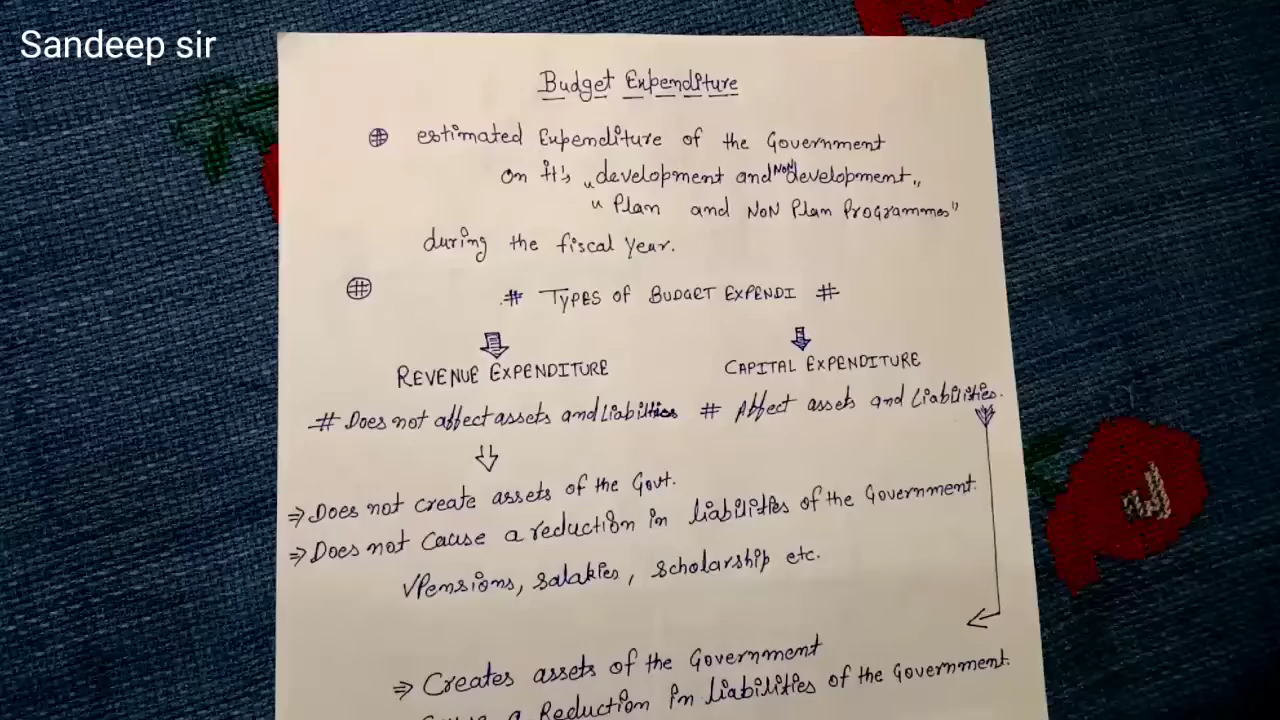 Sandeep sir
Budget Expenditure
estimated Expenditure of the Government
on It's "development and NON development"
"Plan and NON Plan Programmes"
during the fiscal year.
# TYPES OF BUDGET EXPENDI #
REVENUE EXPENDITURE
CAPITAL EXPENDITURE
# Does not affect assets and Liabilities
# Affect assets and Liabilities.
⇒ Does not create assets of the Govt.
⇒ Does not cause a reduction in liabilities of the Government.
√Pensions, salaries, scholarship etc.
⇒ Creates assets of the Government
a Reduction in liabilities of the Government.